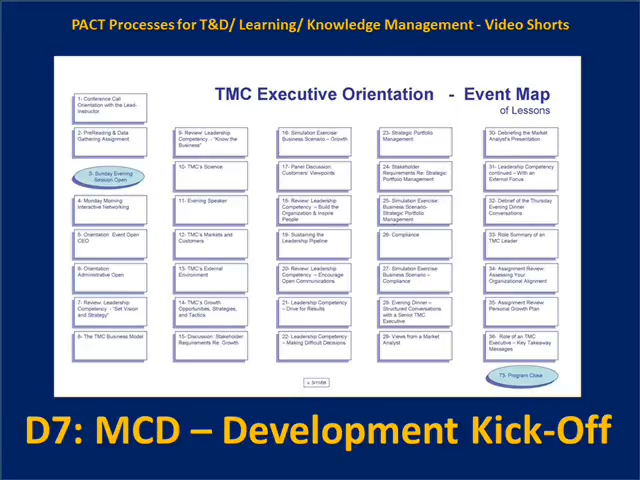 PACT Processes for T&D/ Learning/ Knowledge Management - Video Shorts
TMC Executive Orientation - Event Map
of Lessons
1- Conference Call
Orientation with the Lead-
Instructor
2- PreReading & Data
Gathering Assignment
3- Sunday Evening
Session Open
4- Monday Morning
Interactive Networking
5- Orientation Event Open
CEO
6- Orientation
Administrative Open
7- Review: Leadership
Competency - "Set Vision
and Strategy"
8- The TMC Business Model
9- Review: Leadership
Competency - "Know the
Business"
10- TMC's Science
11- Evening Speaker
12- TMC's Markets and
Customers
13- TMC's External
Environment
14- TMC's Growth
Opportunities, Strategies,
and Tactics
15- Discussion: Stakeholder
Requirements Re: Growth
16- Simulation Exercise:
Business Scenario – Growth
17- Panel Discussion:
Customers' Viewpoints
18- Review: Leadership
Competency – Build the
Organization & Inspire
People
19- Sustaining the
Leadership Pipeline
20- Review: Leadership
Competency – Encourage
Open Communications
21- Leadership Competency
– Drive for Results
22- Leadership Competency
– Making Difficult Decisions
23- Strategic Portfolio
Management
24- Stakeholder
Requirements Re: Strategic
Portfolio Management
25- Simulation Exercise:
Business Scenario-
Strategic Portfolio
Management
26- Compliance
27- Simulation Exercise
Business Scenario –
Compliance
28- Evening Dinner –
Structured Conversations
with a Senior TMC
Executive
29- Views from a Market
Analyst
30- Debriefing the Market
Analyst's Presentation
31- Leadership Competency
continued – With an
External Focus
32- Debrief of the Thursday
Evening Dinner
Conversations
33- Role Summary of an
TMC Leader
34- Assignment Review:
Assessing Your
Organizational Alignment
35- Assignment Review
Personal Growth Plan
36- Role of an TMC
Executive – Key Takeaway
Messages
73- Program Close
D7: MCD – Development Kick-Off